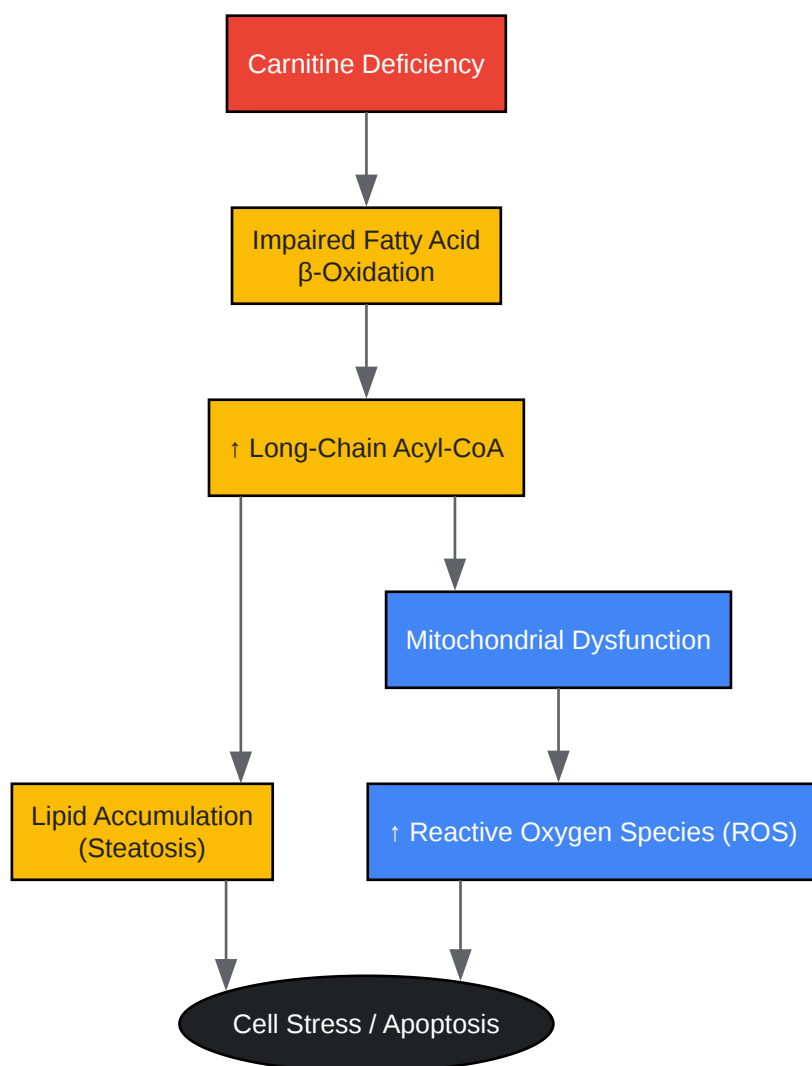 Carnitine Deficiency
Impaired Fatty Acid
β-Oxidation
↑ Long-Chain Acyl-CoA
Mitochondrial Dysfunction
Lipid Accumulation
(Steatosis)
↑ Reactive Oxygen Species (ROS)
Cell Stress / Apoptosis